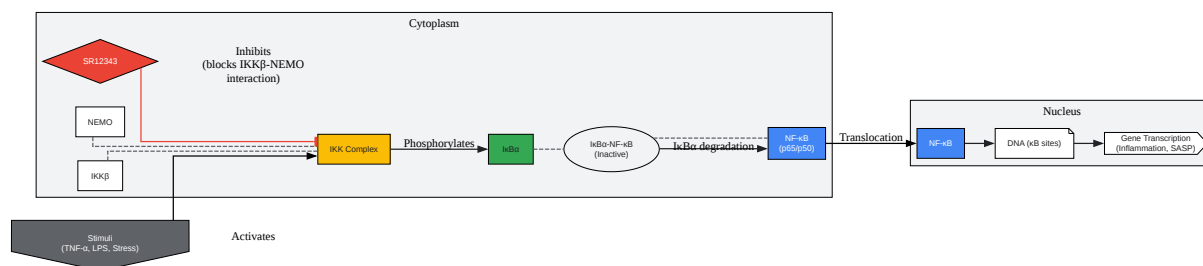 Cytoplasm
SR12343
Inhibits
(blocks IKKβ-NEMO
interaction)
NEMO
IKKβ
IKK Complex
Phosphorylates
IκBα
IκBα-NF-κB
(Inactive)
IκBα degradation
NF-κB
(p65/p50)
Translocation
Nucleus
NF-κB
DNA (κB sites)
Gene Transcription
(Inflammation, SASP)
Stimuli
(TNF-α, LPS, Stress)
Activates